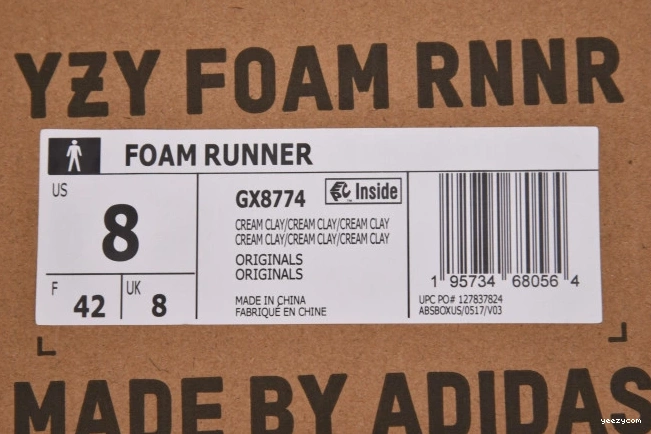 YZY FOAM RNNR
FOAM RUNNER
US
8
F
42
UK
8
GX8774
Inside
CREAM CLAY/CREAM CLAY/CREAM CLAY
CREAM CLAY/CREAM CLAY/CREAM CLAY
ORIGINALS
ORIGINALS
MADE IN CHINA
FABRIQUÉ EN CHINE
1 95734 68056 4
UPC PO# 127837824
ABSBOXUS/0517/V03
MADE BY ADIDAS
yeezycom